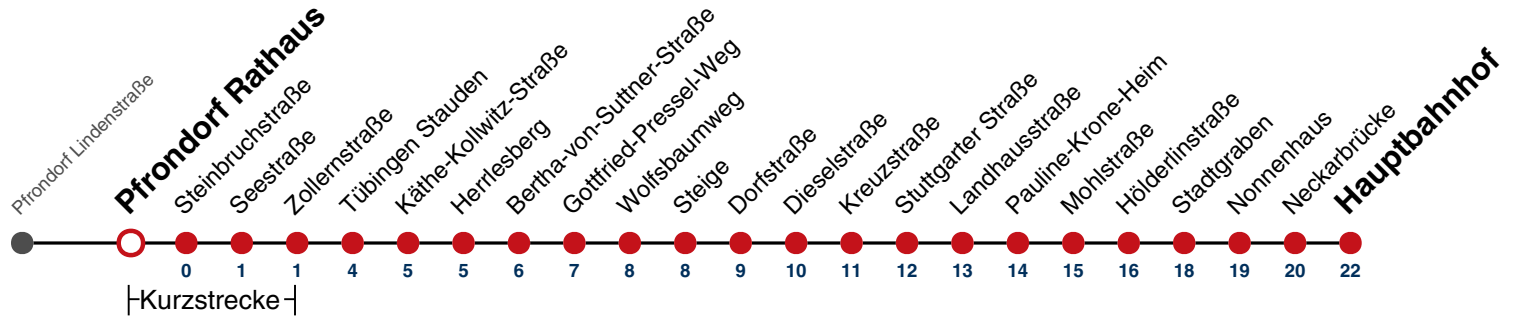 Pfrondorf Lindenstraße
Pfrondorf Rathaus
Steinbruchstraße
Seestraße
Zollernstraße
Tübingen Stauden
Käthe-Kollwitz-Straße
Herrlesberg
Bertha-von-Suttner-Straße
Gottfried-Pressel-Weg
Wolfsbaumweg
Steige
Dorfstraße
Dieselstraße
Kreuzstraße
Stuttgarter Straße
Landhausstraße
Pauline-Krone-Heim
Mohlstraße
Hölderlinstraße
Stadtgraben
Nonnenhaus
Neckarbrücke
Hauptbahnhof
0 1 1 4 5 5 6 7 8 8 9 10 11 12 13 14 15 16 18 19 20 22
Kurzstrecke